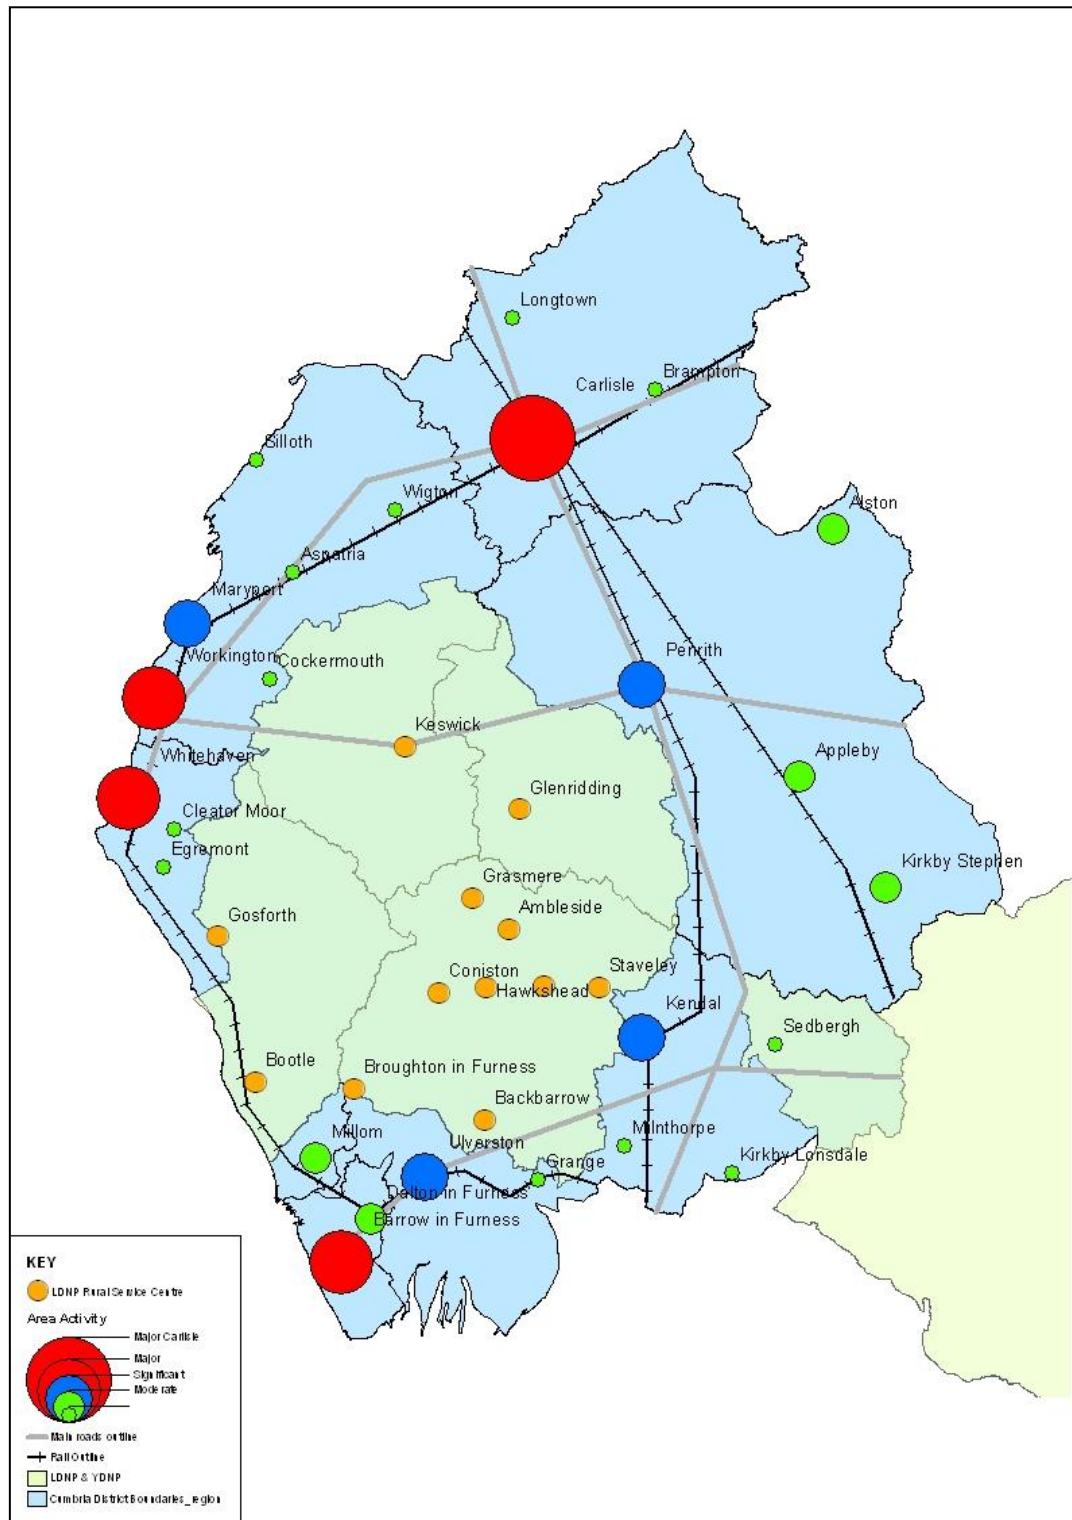 Longtown
Carlisle
Brampton
Silloth
Wigton
Alston
Aspatria
Maryport
Workington
Cockermouth
Penrith
Keswick
Whitehaven
Appleby
Glenridding
Cleator Moor
Egremont
Kirkby Stephen
Grasmere
Gosforth
Ambleside
Coniston
Staveley
Hawkshead
Kendal
Sedbergh
Bootle
Broughton in Furness
Backbarrow
Millom
Ulverston
Milnthorpe
Grange
Kirkby Lonsdale
Dalton in Furness
Barrow in Furness
KEY
LDNP Rural Service Centre
Area Activity
Major Carlisle
Major
Significant
Moderate
Main roads outline
Rail Outline
LDNP & YDNP
Cumbria District Boundaries_region